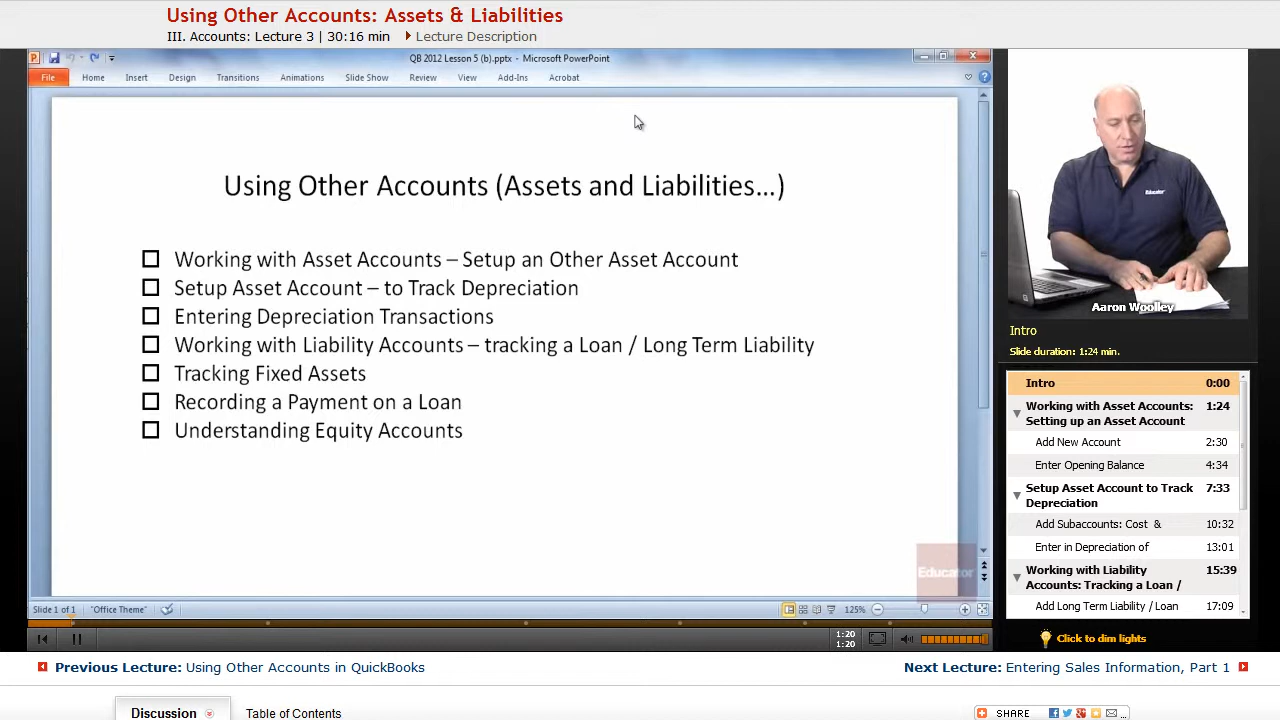 Using Other Accounts: Assets & Liabilities
III. Accounts: Lecture 3 | 30:16 min Lecture Description
QB 2012 Lesson 5 (b).pptx - Microsoft PowerPoint
File Home Insert Design Transitions Animations Slide Show Review View Add-Ins Acrobat
Using Other Accounts (Assets and Liabilities...)
Working with Asset Accounts – Setup an Other Asset Account
Setup Asset Account – to Track Depreciation
Entering Depreciation Transactions
Working with Liability Accounts – tracking a Loan / Long Term Liability
Tracking Fixed Assets
Recording a Payment on a Loan
Understanding Equity Accounts
Educator
Slide 1 of 1 "Office Theme" 125%
1:20
1:20
Educator
Aaron Woolley
Intro
Slide duration: 1:24 min.
Intro 0:00
Working with Asset Accounts: 1:24
Setting up an Asset Account
Add New Account 2:30
Enter Opening Balance 4:34
Setup Asset Account to Track 7:33
Depreciation
Add Subaccounts: Cost & 10:32
Enter in Depreciation of 13:01
Working with Liability 15:39
Accounts: Tracking a Loan /
Add Long Term Liability / Loan 17:09
Click to dim lights
Previous Lecture: Using Other Accounts in QuickBooks
Next Lecture: Entering Sales Information, Part 1
Discussion Table of Contents
SHARE